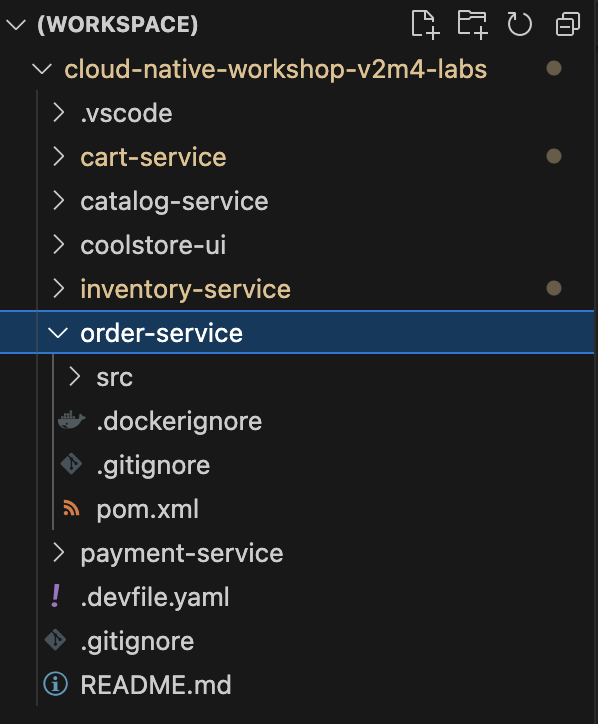 (WORKSPACE)
cloud-native-workshop-v2m4-labs
.vscode
cart-service
catalog-service
coolstore-ui
inventory-service
order-service
src
.dockerignore
.gitignore
pom.xml
payment-service
.devfile.yaml
.gitignore
README.md